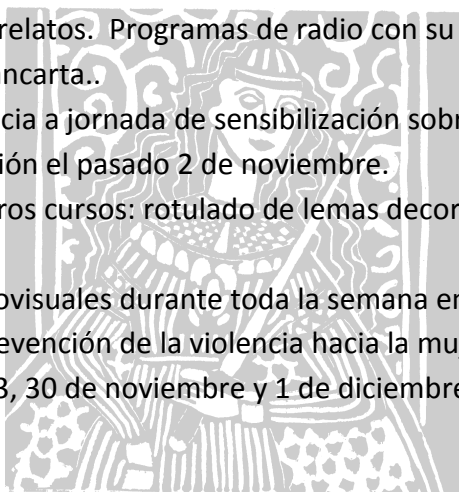 relatos. Programas de radio con su
ncarta..
cia a jornada de sensibilización sobr
ión el pasado 2 de noviembre.
ros cursos: rotulado de lemas decor
ovisuales durante toda la semana en
evención de la violencia hacia la mu
3, 30 de noviembre y 1 de diciembre